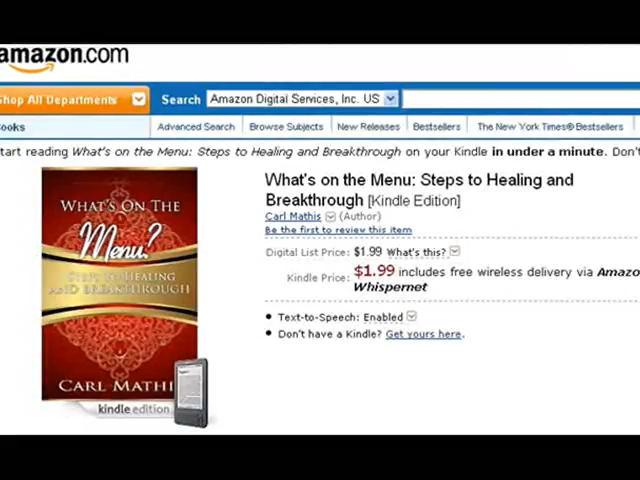 amazon.com
Shop All Departments Search Amazon Digital Services, Inc. US
Books Advanced Search Browse Subjects New Releases Bestsellers The New York Times® Bestsellers
tart reading What's on the Menu: Steps to Healing and Breakthrough on your Kindle in under a minute. Don'
WHAT'S ON THE
Menu?
STEPS TO HEALING
AND BREAKTHROUGH
CARL MATHI
kindle edition
What's on the Menu: Steps to Healing and
Breakthrough [Kindle Edition]
Carl Mathis (Author)
Be the first to review this item
Digital List Price: $1.99 What's this?
Kindle Price: $1.99 includes free wireless delivery via Amazo
Whispernet
• Text-to-Speech: Enabled
• Don't have a Kindle? Get yours here.